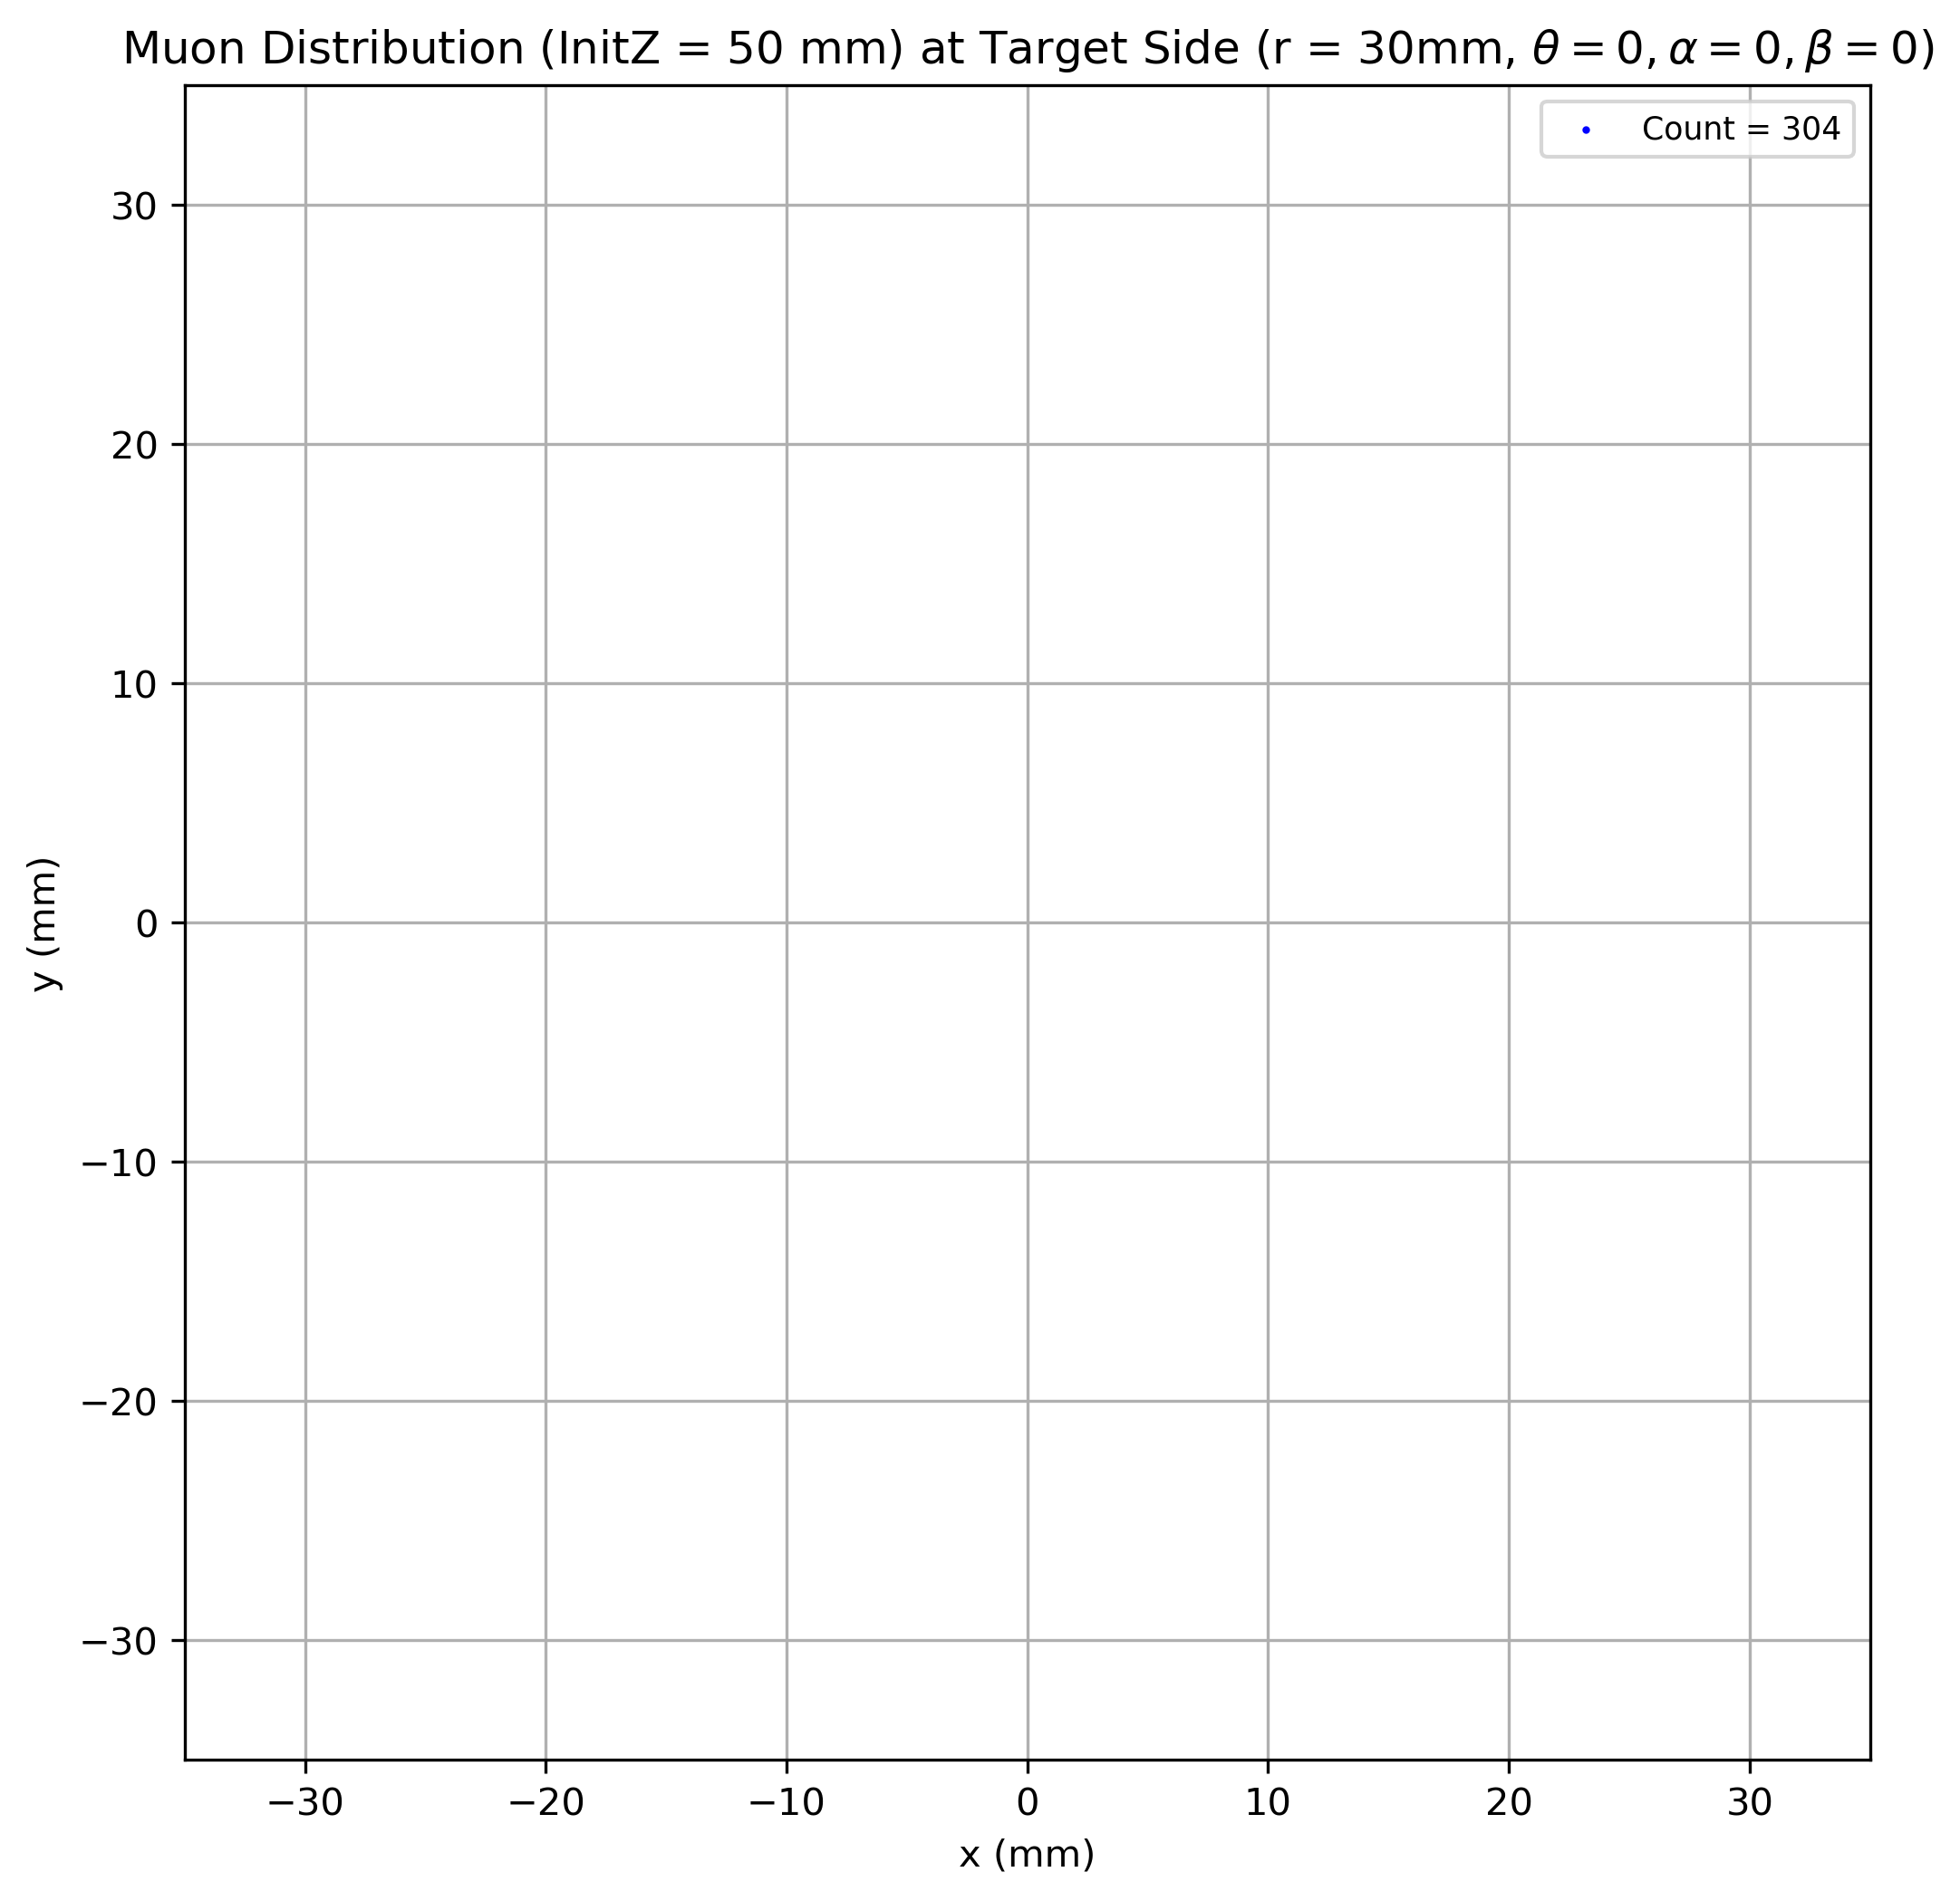 Muon Distribution (InitZ = 50 mm) at Target Side (r = 30mm, θ = 0, α = 0, β = 0)
Count = 304
30
20
10
0
−10
−20
−30
y (mm)
−30 −20 −10 0 10 20 30
x (mm)